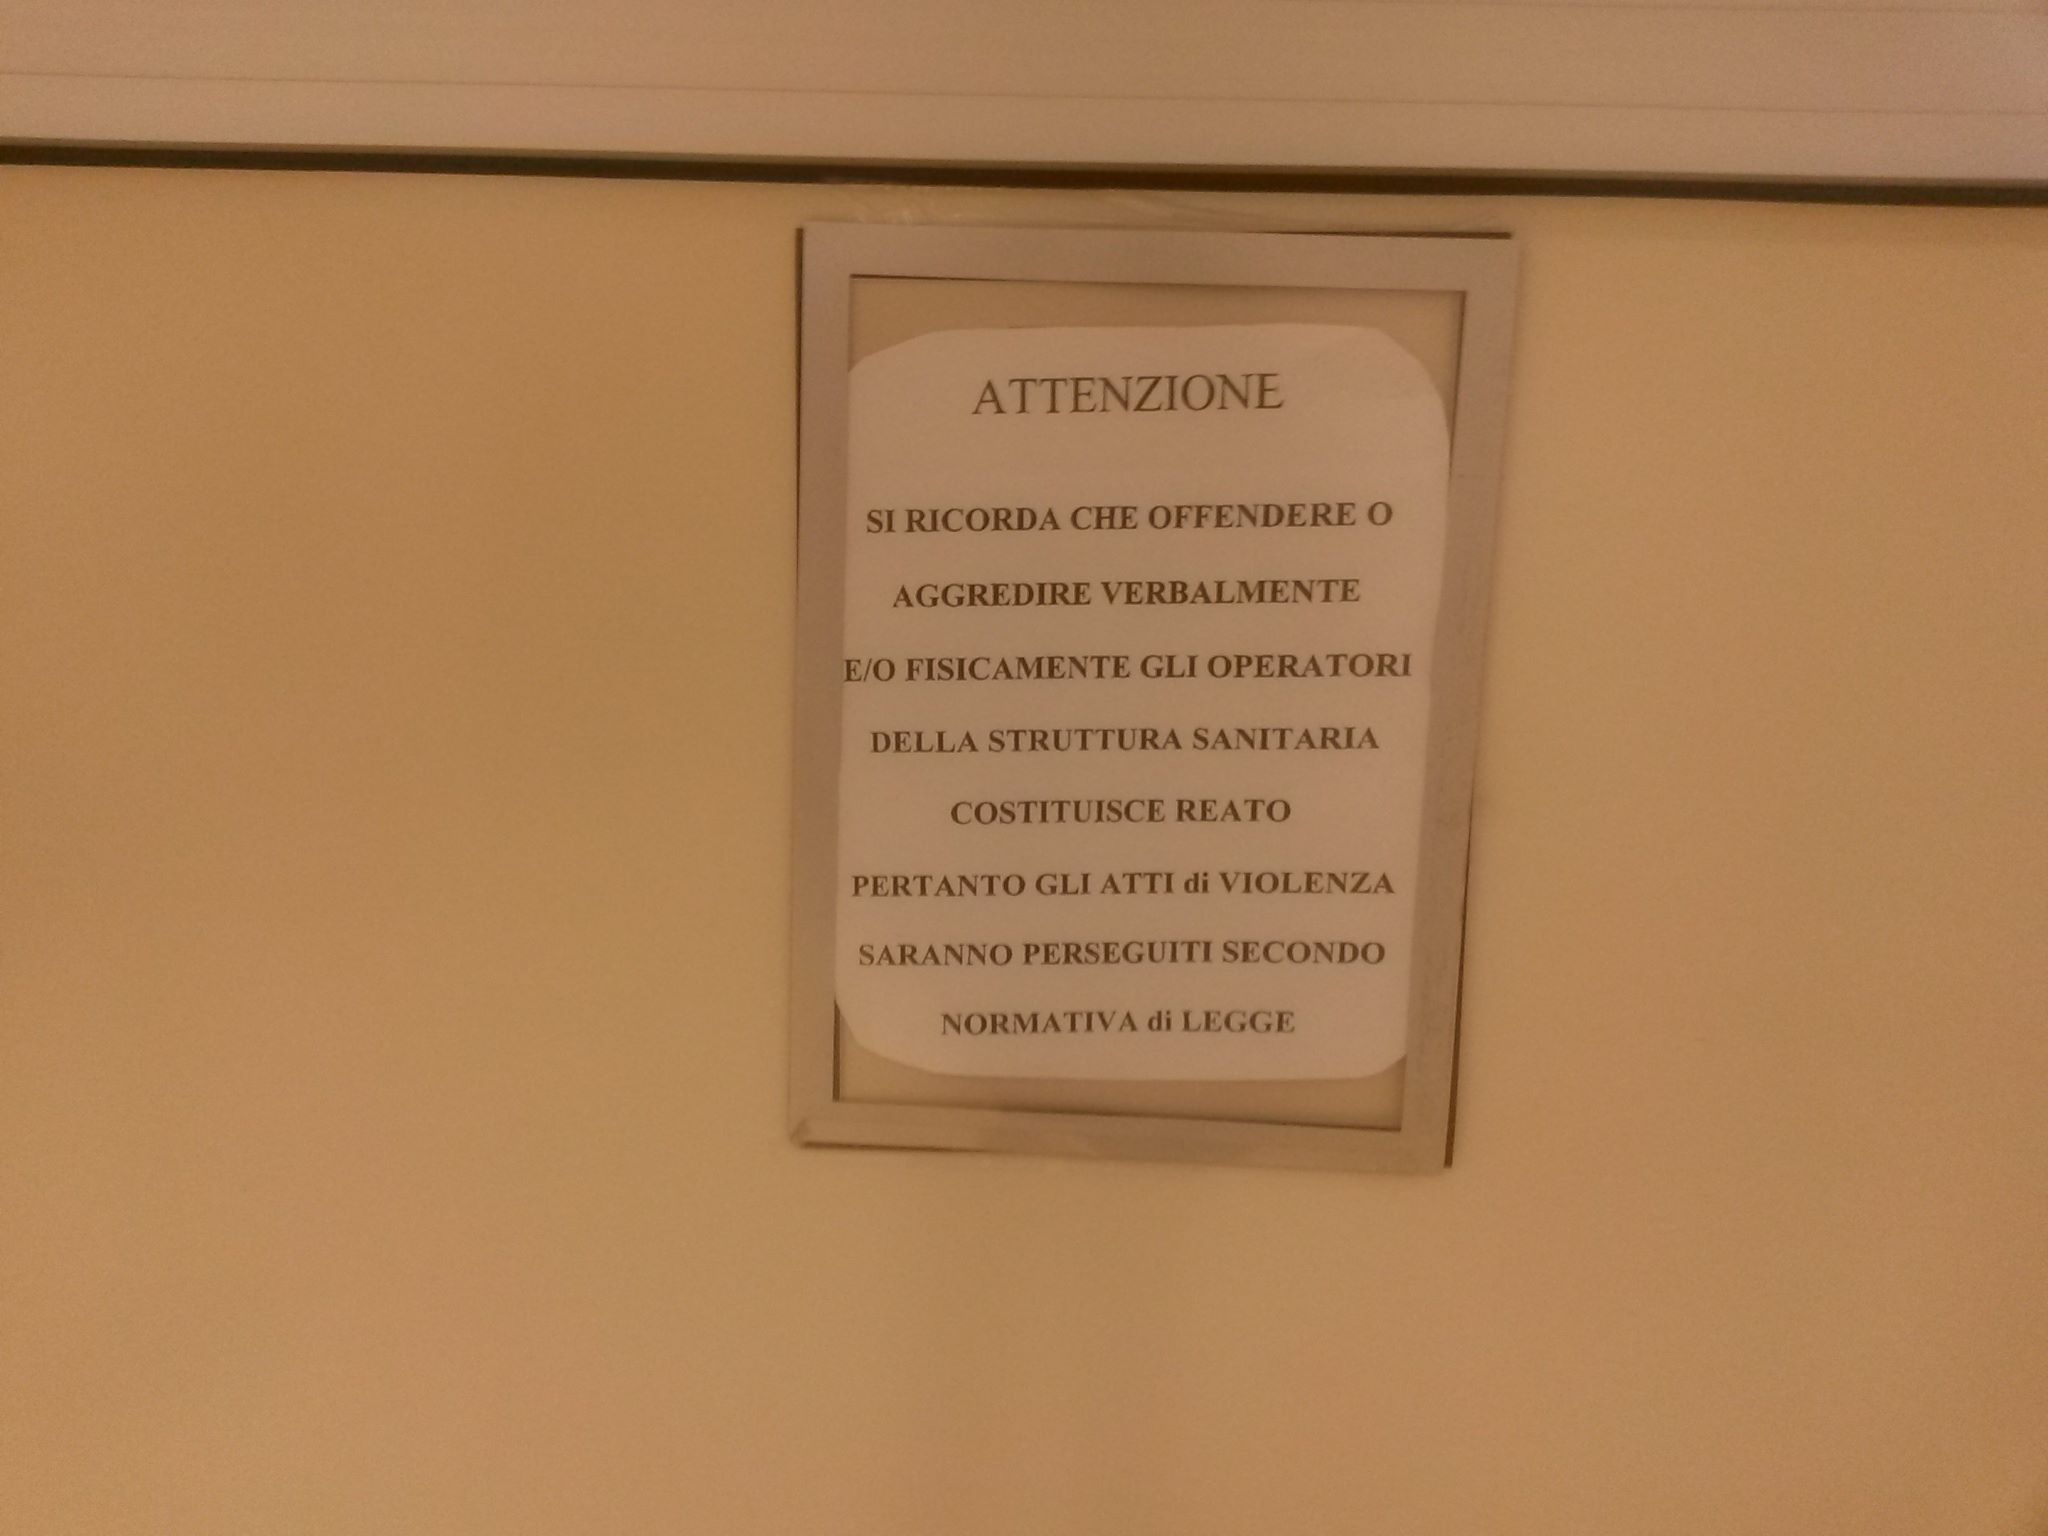 ATTENZIONE
SI RICORDA CHE OFFENDERE O
AGGREDIRE VERBALMENTE
E/O FISICAMENTE GLI OPERATORI
DELLA STRUTTURA SANITARIA
COSTITUISCE REATO
PERTANTO GLI ATTI di VIOLENZA
SARANNO PERSEGUITI SECONDO
NORMATIVA di LEGGE